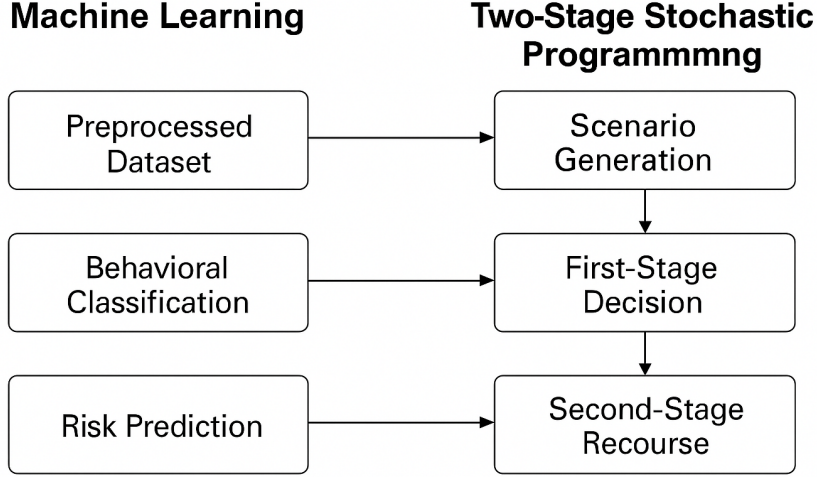 Machine Learning
Two-Stage Stochastic
Programmmng
Preprocessed
Dataset
Scenario
Generation
Behavioral
Classification
First-Stage
Decision
Risk Prediction
Second-Stage
Recourse